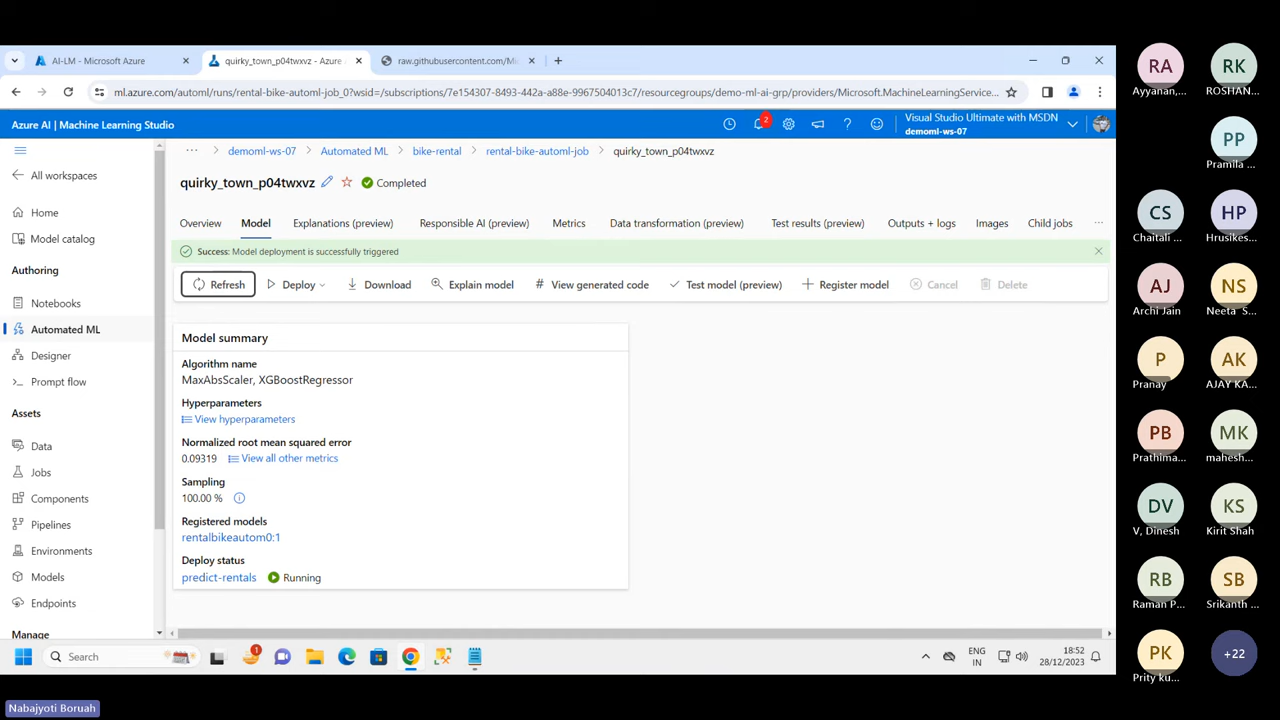 AI-LM - Microsoft Azure
quirky_town_p04twxvz - Azure
raw.githubusercontent.com/Mi
ml.azure.com/automl/runs/rental-bike-automl-job_0?wsid=/subscriptions/7e154307-8493-442a-a88e-9967504013c7/resourcegroups/demo-ml-ai-grp/providers/Microsoft.MachineLearningService...
Azure AI | Machine Learning Studio
2
Visual Studio Ultimate with MSDN
demoml-ws-07
All workspaces
Home
Model catalog
Authoring
Notebooks
Automated ML
Designer
Prompt flow
Assets
Data
Jobs
Components
Pipelines
Environments
Models
Endpoints
Manage
... > demoml-ws-07 > Automated ML > bike-rental > rental-bike-automl-job > quirky_town_p04twxvz
quirky_town_p04twxvz Completed
Overview Model Explanations (preview) Responsible AI (preview) Metrics Data transformation (preview) Test results (preview) Outputs + logs Images Child jobs ...
Success: Model deployment is successfully triggered
Refresh Deploy Download Explain model View generated code Test model (preview) Register model Cancel Delete
Model summary
Algorithm name
MaxAbsScaler, XGBoostRegressor
Hyperparameters
View hyperparameters
Normalized root mean squared error
0.09319 View all other metrics
Sampling
100.00 %
Registered models
rentalbikeautom0:1
Deploy status
predict-rentals Running
Search
1
ENG
IN
18:52
28/12/2023
Nabajyoti Boruah
RA RK
Ayyanan,... ROSHAN...
PP
Pramila ...
CS HP
Chaitali ... Hrusikes...
AJ NS
Archi Jain Neeta S...
P AK
Pranay AJAY KA...
PB MK
Prathima... mahesh...
DV KS
V, Dinesh Kirit Shah
RB SB
Raman P... Srikanth ...
PK +22
Prity ku...